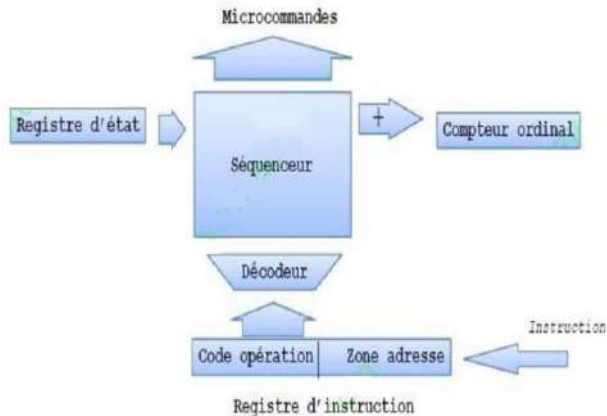 Microcommandes
Registre d'état
+
Compteur ordinal
Séquenceur
Décodeur
Instruction
Code opération
Zone adresse
Registre d'instruction